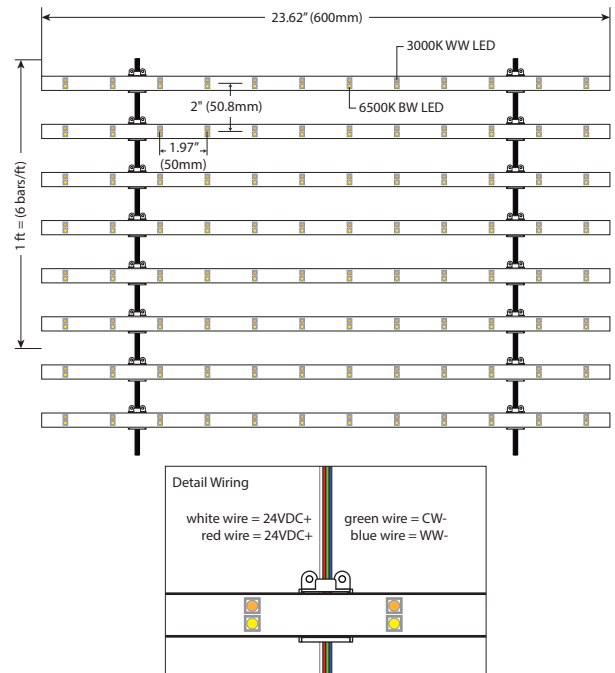 23.62" (600mm)
3000K WW LED
2" (50.8mm)
6500K BW LED
1.97"
(50mm)
1 ft = (6 bars/ft)
Detail Wiring
white wire = 24VDC+
green wire = CW-
red wire = 24VDC+
blue wire = WW-